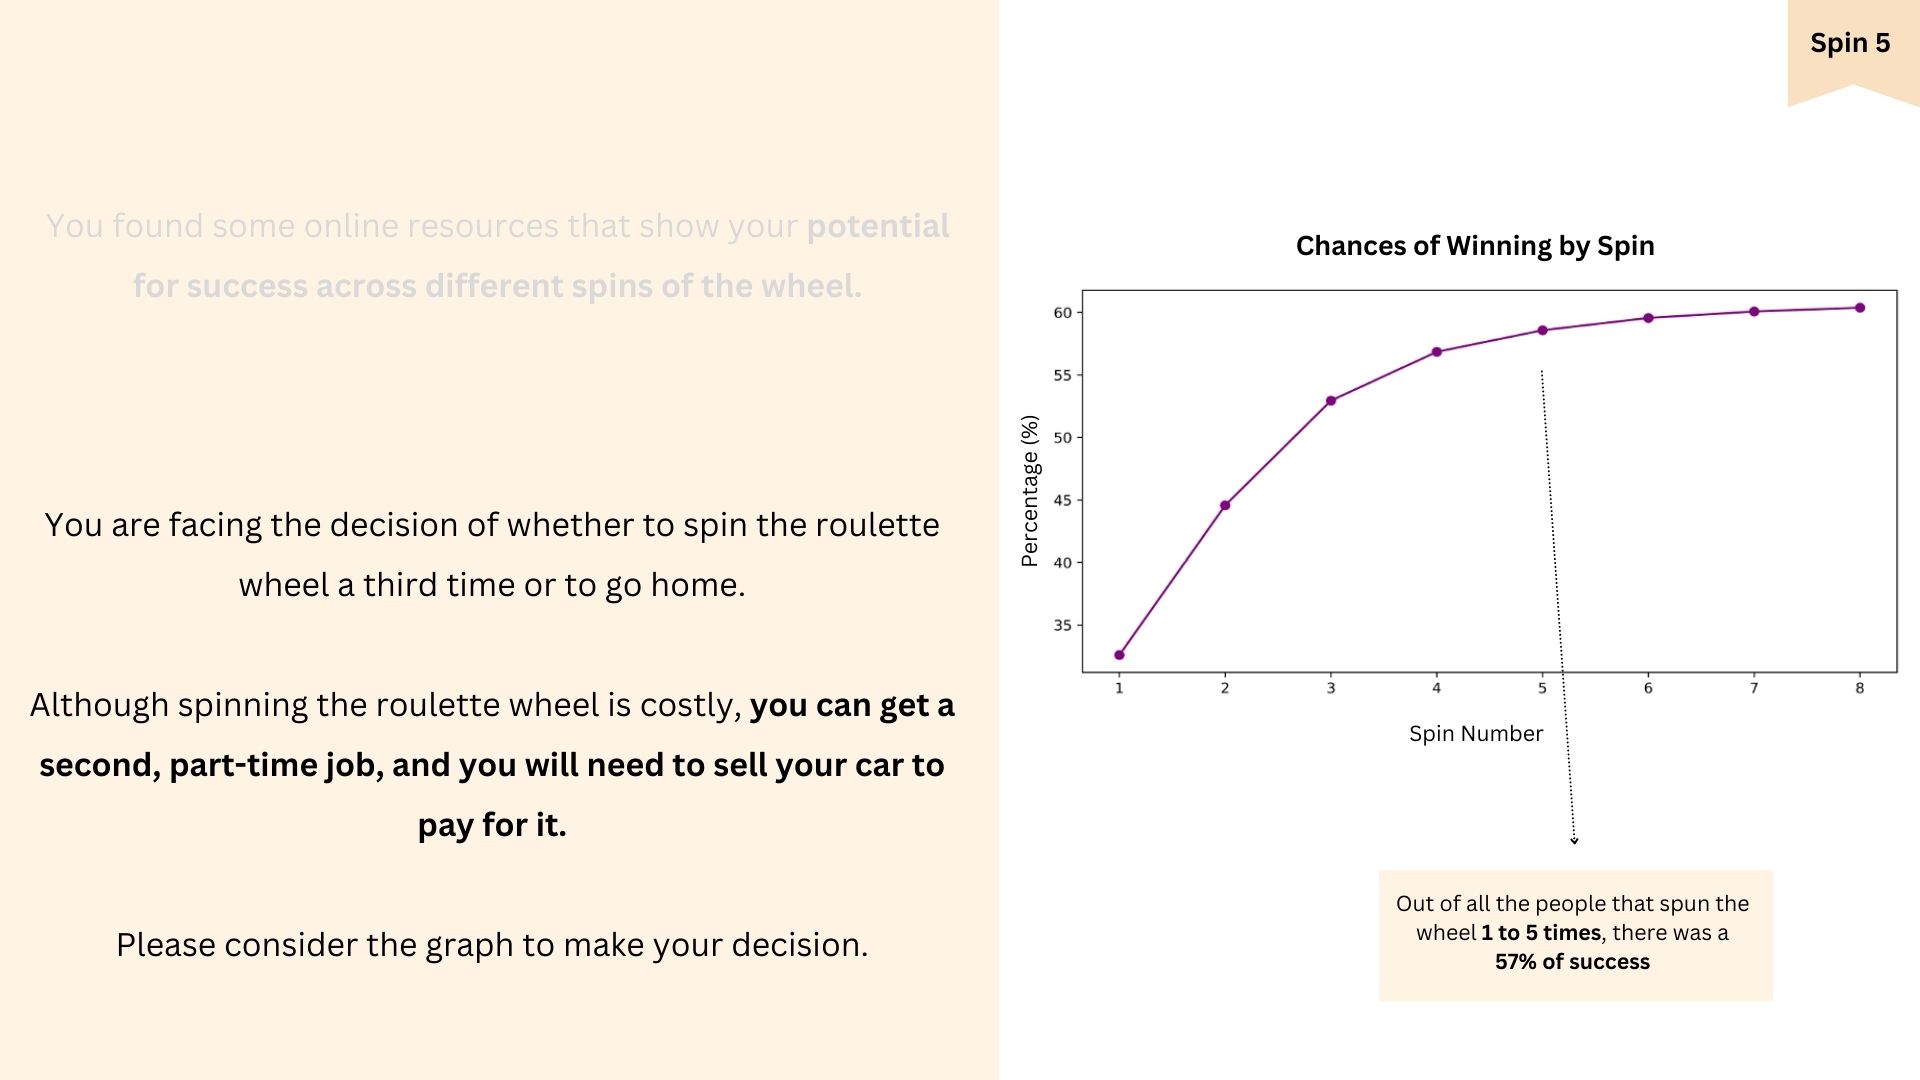 Spin 5
You found some online resources that show your potential
for success across different spins of the wheel.
You are facing the decision of whether to spin the roulette
wheel a third time or to go home.
Although spinning the roulette wheel is costly, you can get a
second, part-time job, and you will need to sell your car to
pay for it.
Please consider the graph to make your decision.
Chances of Winning by Spin
Percentage (%)
60
55
50
45
40
35
1 2 3 4 5 6 7 8
Spin Number
Out of all the people that spun the
wheel 1 to 5 times, there was a
57% of success